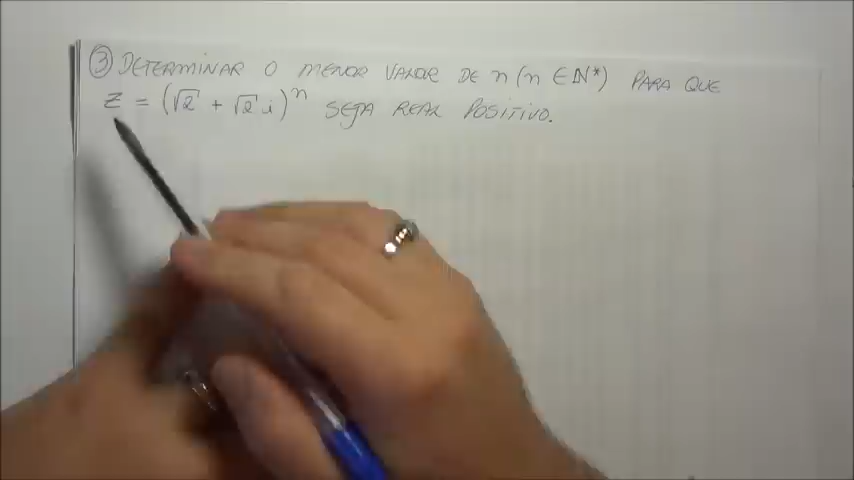 ③ DETERMINAR O MENOR VALOR DE n (n ∈ ℕ*) PARA QUE
z = (√2 + √2 i)ⁿ SEJA REAL POSITIVO.